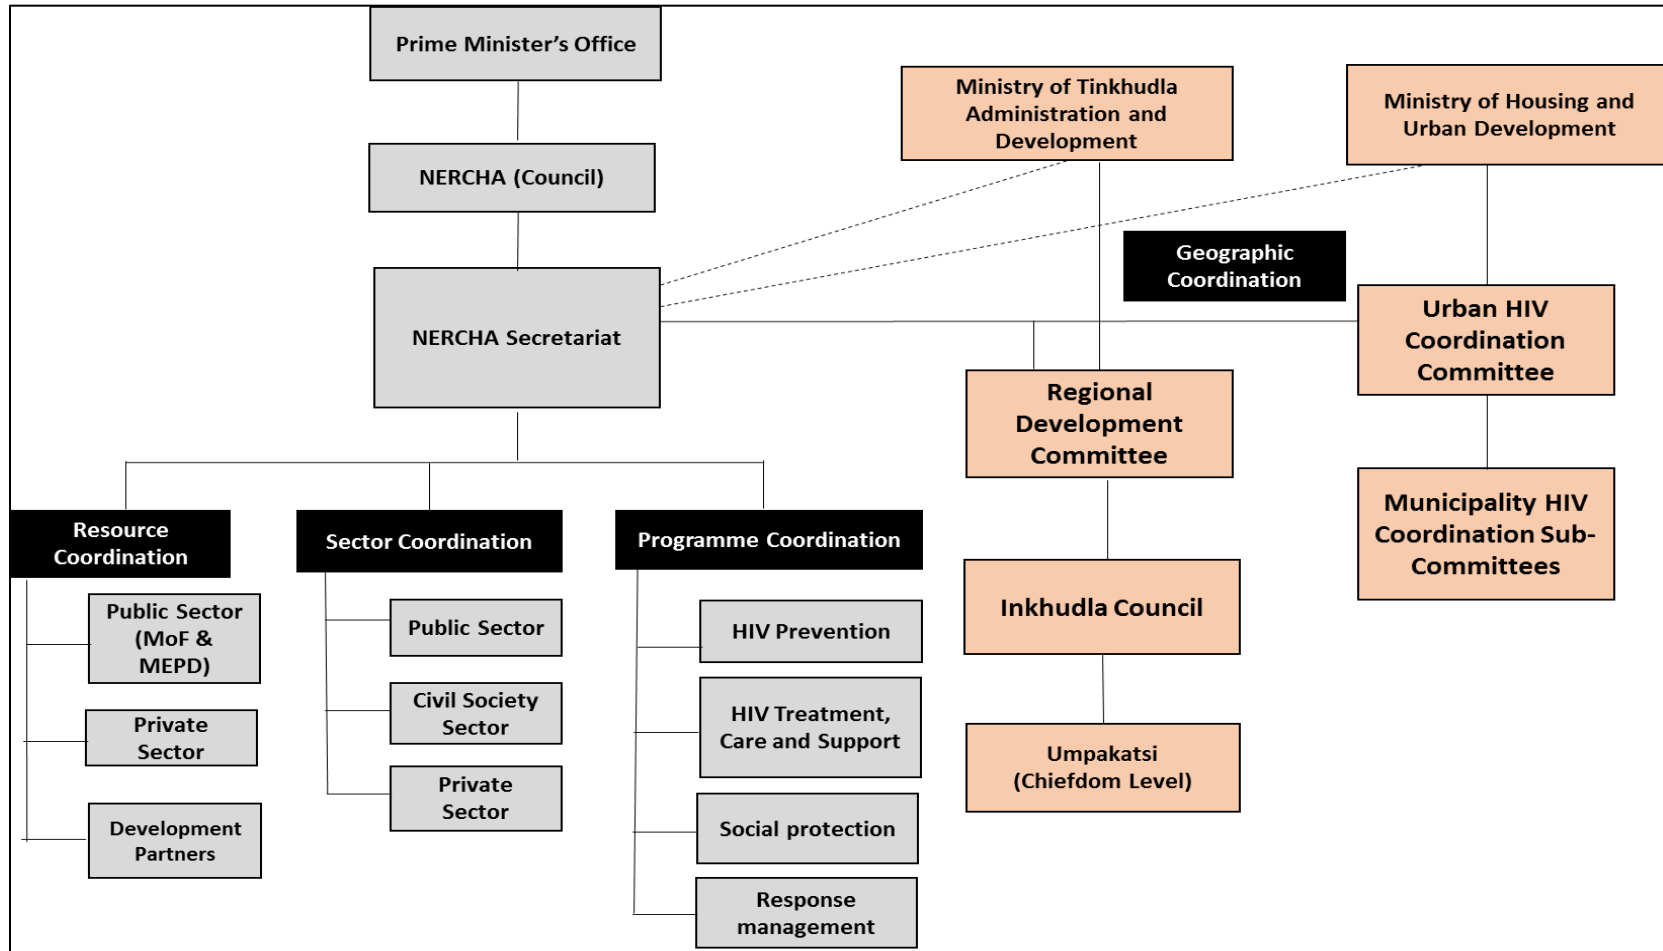 Prime Minister’s Office
Ministry of Tinkhudla
Administration and
Development
Ministry of Housing and
Urban Development
NERCHA (Council)
Geographic
Coordination
NERCHA Secretariat
Urban HIV
Coordination
Committee
Regional
Development
Committee
Municipality HIV
Coordination Sub-
Committees
Resource
Coordination
Sector Coordination
Programme Coordination
Inkhudla Council
Umpakatsi
(Chiefdom Level)
Public Sector
(MoF &
MEPD)
Private
Sector
Development
Partners
Public Sector
Civil Society
Sector
Private
Sector
HIV Prevention
HIV Treatment,
Care and Support
Social protection
Response
management